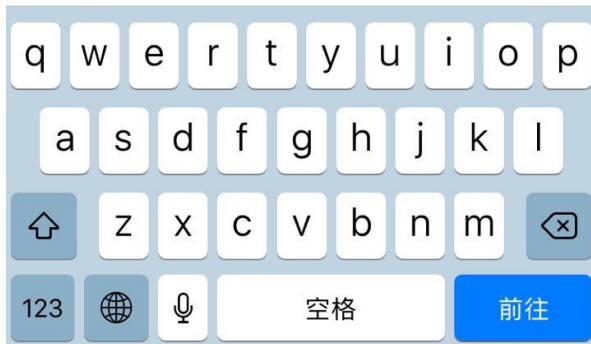 q w e r t y u i o p
a s d f g h j k l
z x c v b n m
123 空格 前往